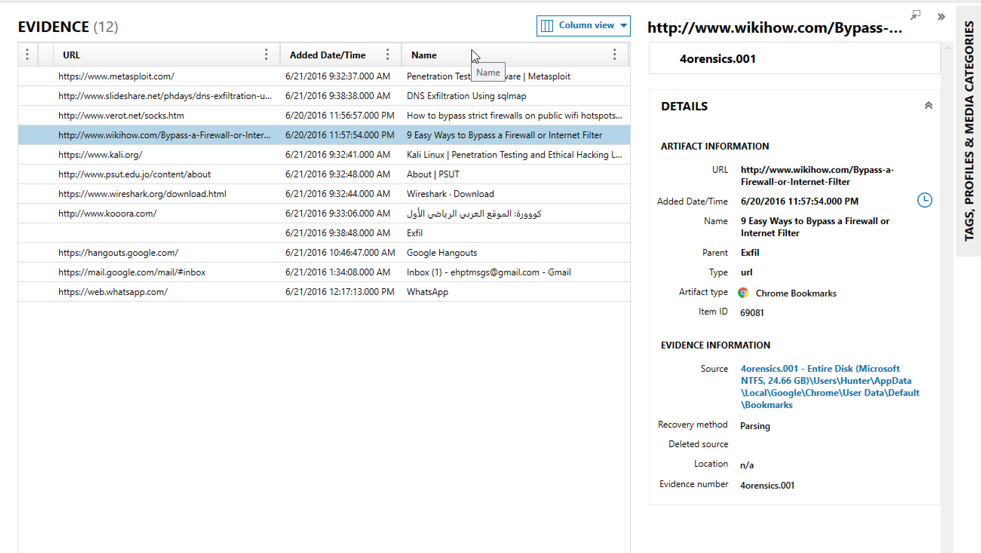 EVIDENCE (12)
Column view
URL Added Date/Time Name
Name
https://www.metasploit.com/ 6/21/2016 9:32:37.000 AM Penetration Test ware | Metasploit
http://www.slideshare.net/phdays/dns-exfiltration-u... 6/21/2016 9:38:38.000 AM DNS Exfiltration Using sqlmap
http://www.verot.net/socks.htm 6/20/2016 11:56:57.000 PM How to bypass strict firewalls on public wifi hotspots...
http://www.wikihow.com/Bypass-a-Firewall-or-Inter... 6/20/2016 11:57:54.000 PM 9 Easy Ways to Bypass a Firewall or Internet Filter
https://www.kali.org/ 6/21/2016 9:32:41.000 AM Kali Linux | Penetration Testing and Ethical Hacking L...
http://www.psut.edu.jo/content/about 6/21/2016 9:32:48.000 AM About | PSUT
https://www.wireshark.org/download.html 6/21/2016 9:32:44.000 AM Wireshark · Download
http://www.kooora.com/ 6/21/2016 9:33:06.000 AM كووورة: الموقع العربي الرياضي الأول
6/21/2016 9:38:48.000 AM Exfil
https://hangouts.google.com/ 6/21/2016 10:46:47.000 AM Google Hangouts
https://mail.google.com/mail/#inbox 6/21/2016 1:34:08.000 AM Inbox (1) - ehptmsgs@gmail.com - Gmail
https://web.whatsapp.com/ 6/21/2016 12:17:13.000 PM WhatsApp
http://www.wikihow.com/Bypass-...
4orensics.001
DETAILS
ARTIFACT INFORMATION
URL http://www.wikihow.com/Bypass-a-
Firewall-or-Internet-Filter
Added Date/Time 6/20/2016 11:57:54.000 PM
Name 9 Easy Ways to Bypass a Firewall or
Internet Filter
Parent Exfil
Type url
Artifact type Chrome Bookmarks
Item ID 69081
EVIDENCE INFORMATION
Source 4orensics.001 - Entire Disk (Microsoft
NTFS, 24.66 GB)\Users\Hunter\AppData
\Local\Google\Chrome\User Data\Default
\Bookmarks
Recovery method Parsing
Deleted source
Location n/a
Evidence number 4orensics.001
TAGS, PROFILES & MEDIA CATEGORIES